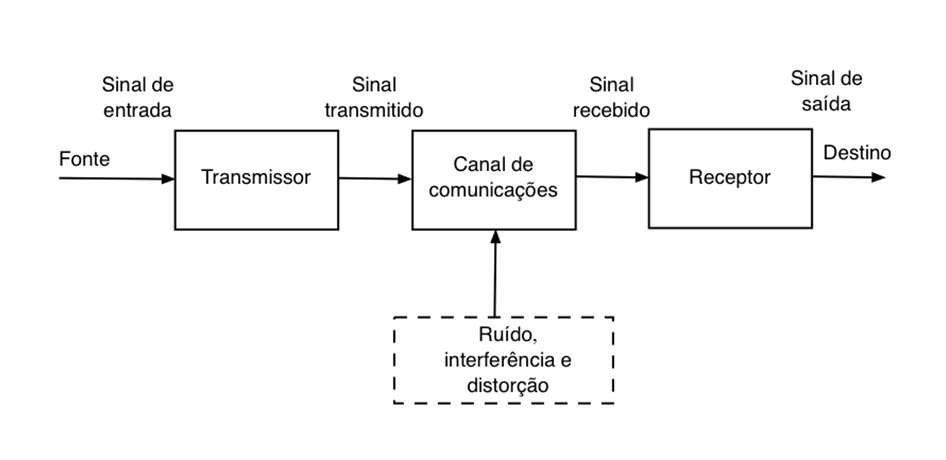 Sinal de
entrada
Sinal
transmitido
Sinal
recebido
Sinal de
saída
Fonte
Transmissor
Canal de
comunicações
Receptor
Destino
Ruído,
interferência e
distorção